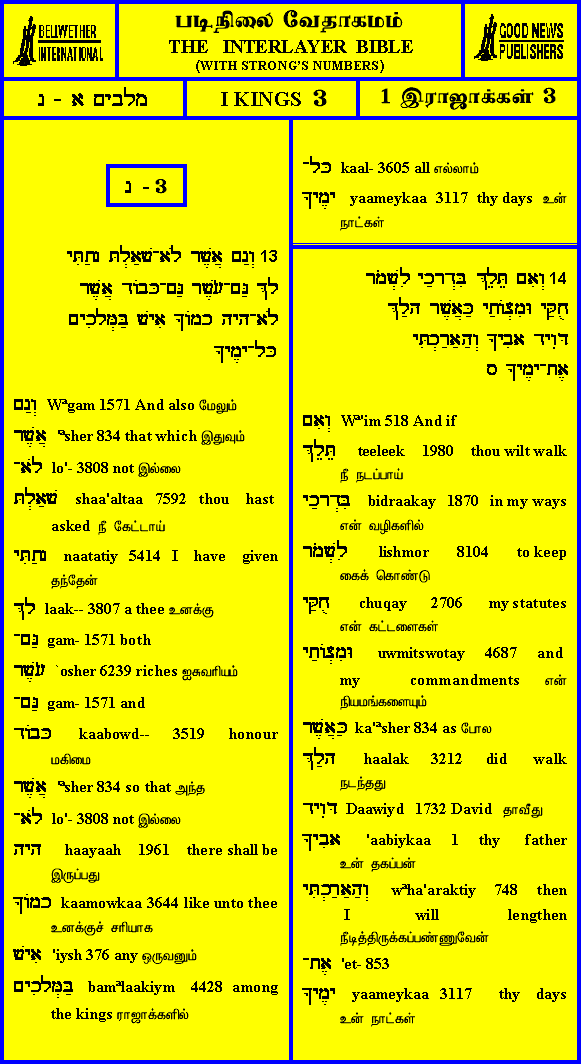 BELLWETHER
INTERNATIONAL
படிநிலை வேதாகமம்
THE INTERLAYER BIBLE
(WITH STRONG'S NUMBERS)
GOOD NEWS
PUBLISHERS
מלכים א - נ
I KINGS 3
1 இராஜாக்கள் 3
נ - 3
13 וְגַם אֲשֶׁר לֹא־שָׁאַלְתָּ נָתַתִּי
לָךְ גַּם־עֹשֶׁר גַּם־כָּבוֹד אֲשֶׁר
לֹא־הָיָה כָמוֹךָ אִישׁ בַּמְּלָכִים
כָּל־יָמֶיךָ
וְגַם Wªgam 1571 And also மேலும்
אֲשֶׁר ªsher 834 that which இதுவும்
לֹא־ lo'- 3808 not இல்லை
שָׁאַלְתָּ shaa'altaa 7592 thou hast
asked நீ கேட்டாய்
נָתַתִּי naatatiy 5414 I have given
தந்தேன்
לָךְ laak-- 3807 a thee உனக்கு
גַּם־ gam- 1571 both
עֹשֶׁר `osher 6239 riches ஐசுவரியம்
גַּם־ gam- 1571 and
כָּבוֹד kaabowd-- 3519 honour
மகிமை
אֲשֶׁר ªsher 834 so that அந்த
לֹא־ lo'- 3808 not இல்லை
הָיָה haayaah 1961 there shall be
இருப்பது
כָמוֹךָ kaamowkaa 3644 like unto thee
உனக்குச் சரியாக
אִישׁ 'iysh 376 any ஒருவனும்
בַּמְּלָכִים bamªlaakiym 4428 among
the kings ராஜாக்களில்
כָּל־ kaal- 3605 all எல்லாம்
יָמֶיךָ yaameykaa 3117 thy days உன்
நாட்கள்
14 וְאִם תֵּלֵךְ בִּדְרָכַי לִשְׁמֹר
חֻקַּי וּמִצְוֹתַי כַּאֲשֶׁר הָלַךְ
דָּוִיד אָבִיךָ וְהַאֲרַכְתִּי
אֶת־יָמֶיךָ ס
וְאִם Wª'im 518 And if
תֵּלֵךְ teeleek 1980 thou wilt walk
நீ நடப்பாய்
בִּדְרָכַי bidraakay 1870 in my ways
என் வழிகளில்
לִשְׁמֹר lishmor 8104 to keep
கைக் கொண்டு
חֻקַּי chuqay 2706 my statutes
என் கட்டளைகள்
וּמִצְוֹתַי uwmitswotay 4687 and
my commandments என்
நியமங்களையும்
כַּאֲשֶׁר ka'ªsher 834 as போல
הָלַךְ haalak 3212 did walk
நடந்தது
דָּוִיד Daawiyd 1732 David தாவீது
אָבִיךָ 'aabiykaa 1 thy father
உன் தகப்பன்
וְהַאֲרַכְתִּי wªha'araktiy 748 then
I will lengthen
நீடித்திருக்கப்பண்ணுவேன்
אֶת־ 'et- 853
יָמֶיךָ yaameykaa 3117 thy days
உன் நாட்கள்